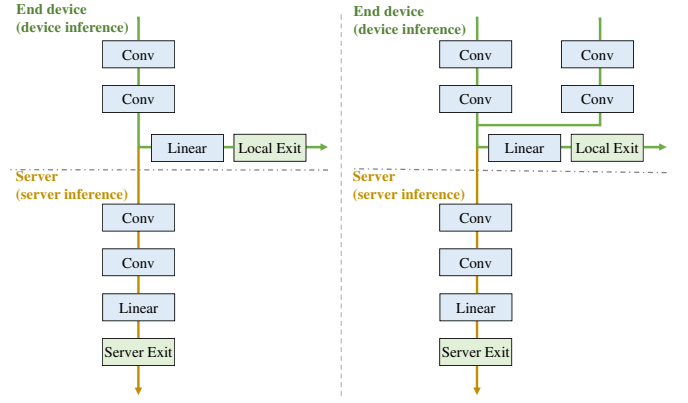 End device
(device inference)
Conv
Conv
Linear
Local Exit
Server
(server inference)
Conv
Conv
Linear
Server Exit
End device
(device inference)
Conv
Conv
Conv
Conv
Linear
Local Exit
Server
(server inference)
Conv
Conv
Linear
Server Exit